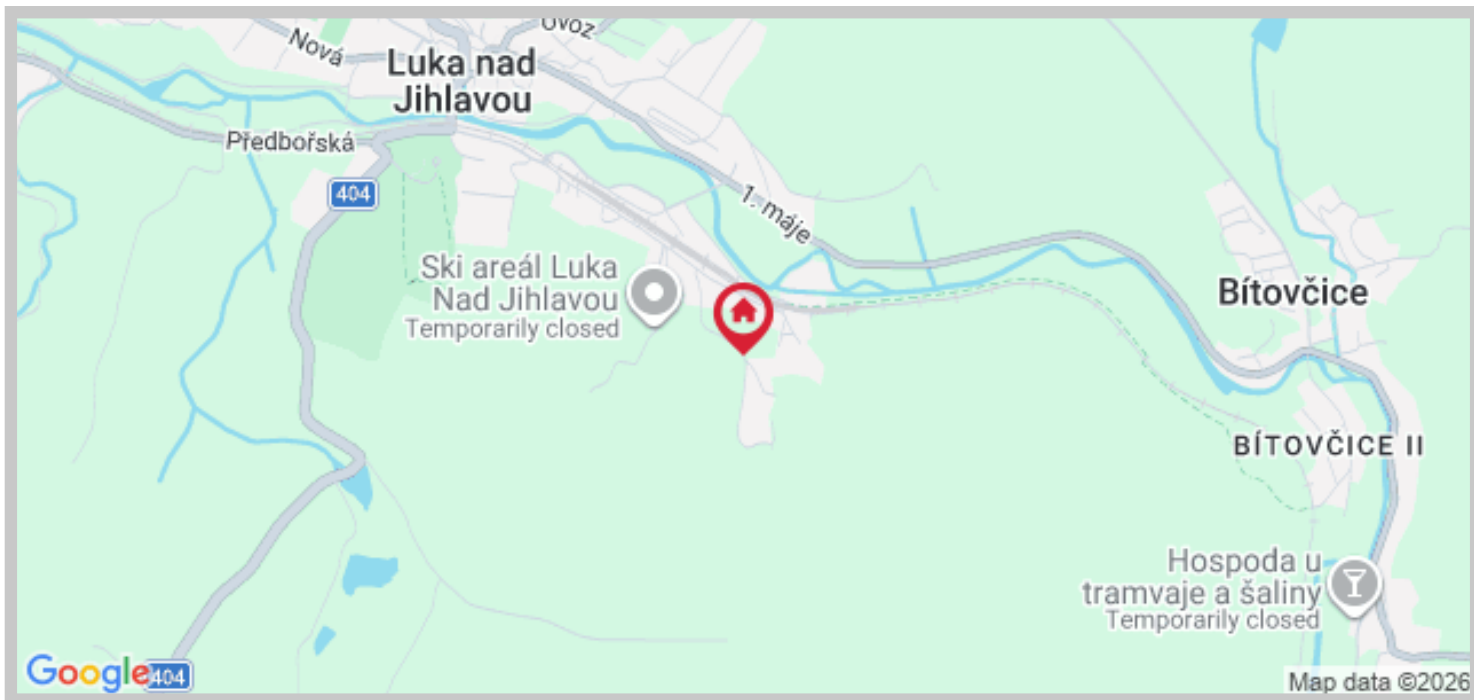 Úvoz
Nová
Luka nad
Jihlavou
Předbořská
404
1. máje
Ski areál Luka
Nad Jihlavou
Temporarily closed
Bítovčice
BÍTOVČICE II
Hospoda u
tramvaje a šaliny
Temporarily closed
Google
404
Map data ©2026